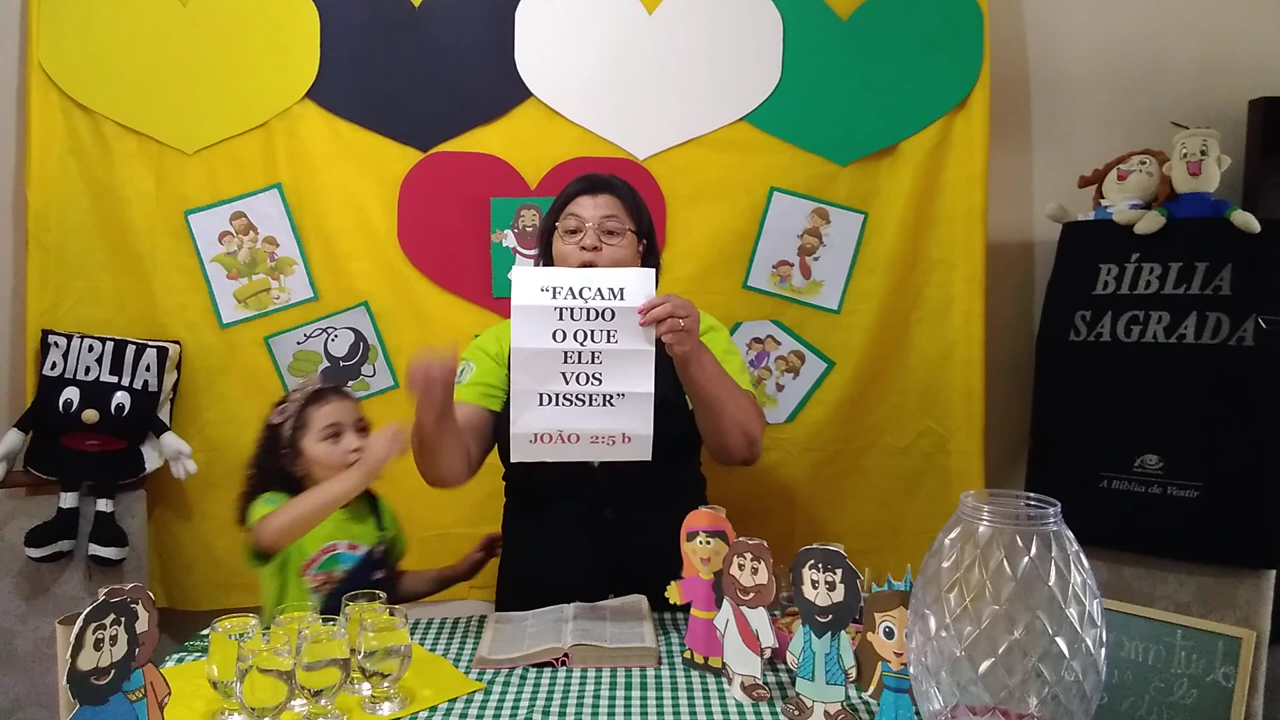 “FAÇAM
TUDO
O QUE
ELE
VOS
DISSER”
JOÃO 2:5 b
BÍBLIA
BÍBLIA
SAGRADA
A Bíblia de Vestir